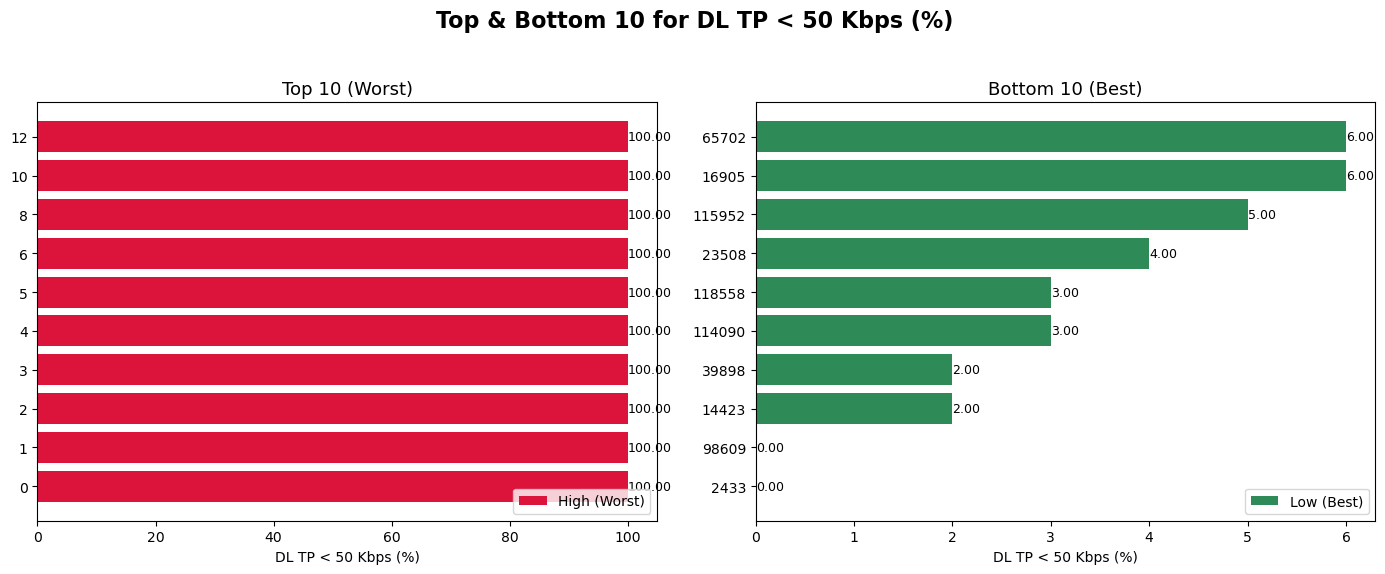 Top & Bottom 10 for DL TP < 50 Kbps (%)
Top 10 (Worst)
12 100.00
10 100.00
8 100.00
6 100.00
5 100.00
4 100.00
3 100.00
2 100.00
1 100.00
0 100.00
High (Worst)
0 20 40 60 80 100
DL TP < 50 Kbps (%)
Bottom 10 (Best)
65702 6.00
16905 6.00
115952 5.00
23508 4.00
118558 3.00
114090 3.00
39898 2.00
14423 2.00
98609 0.00
2433 0.00
Low (Best)
0 1 2 3 4 5 6
DL TP < 50 Kbps (%)